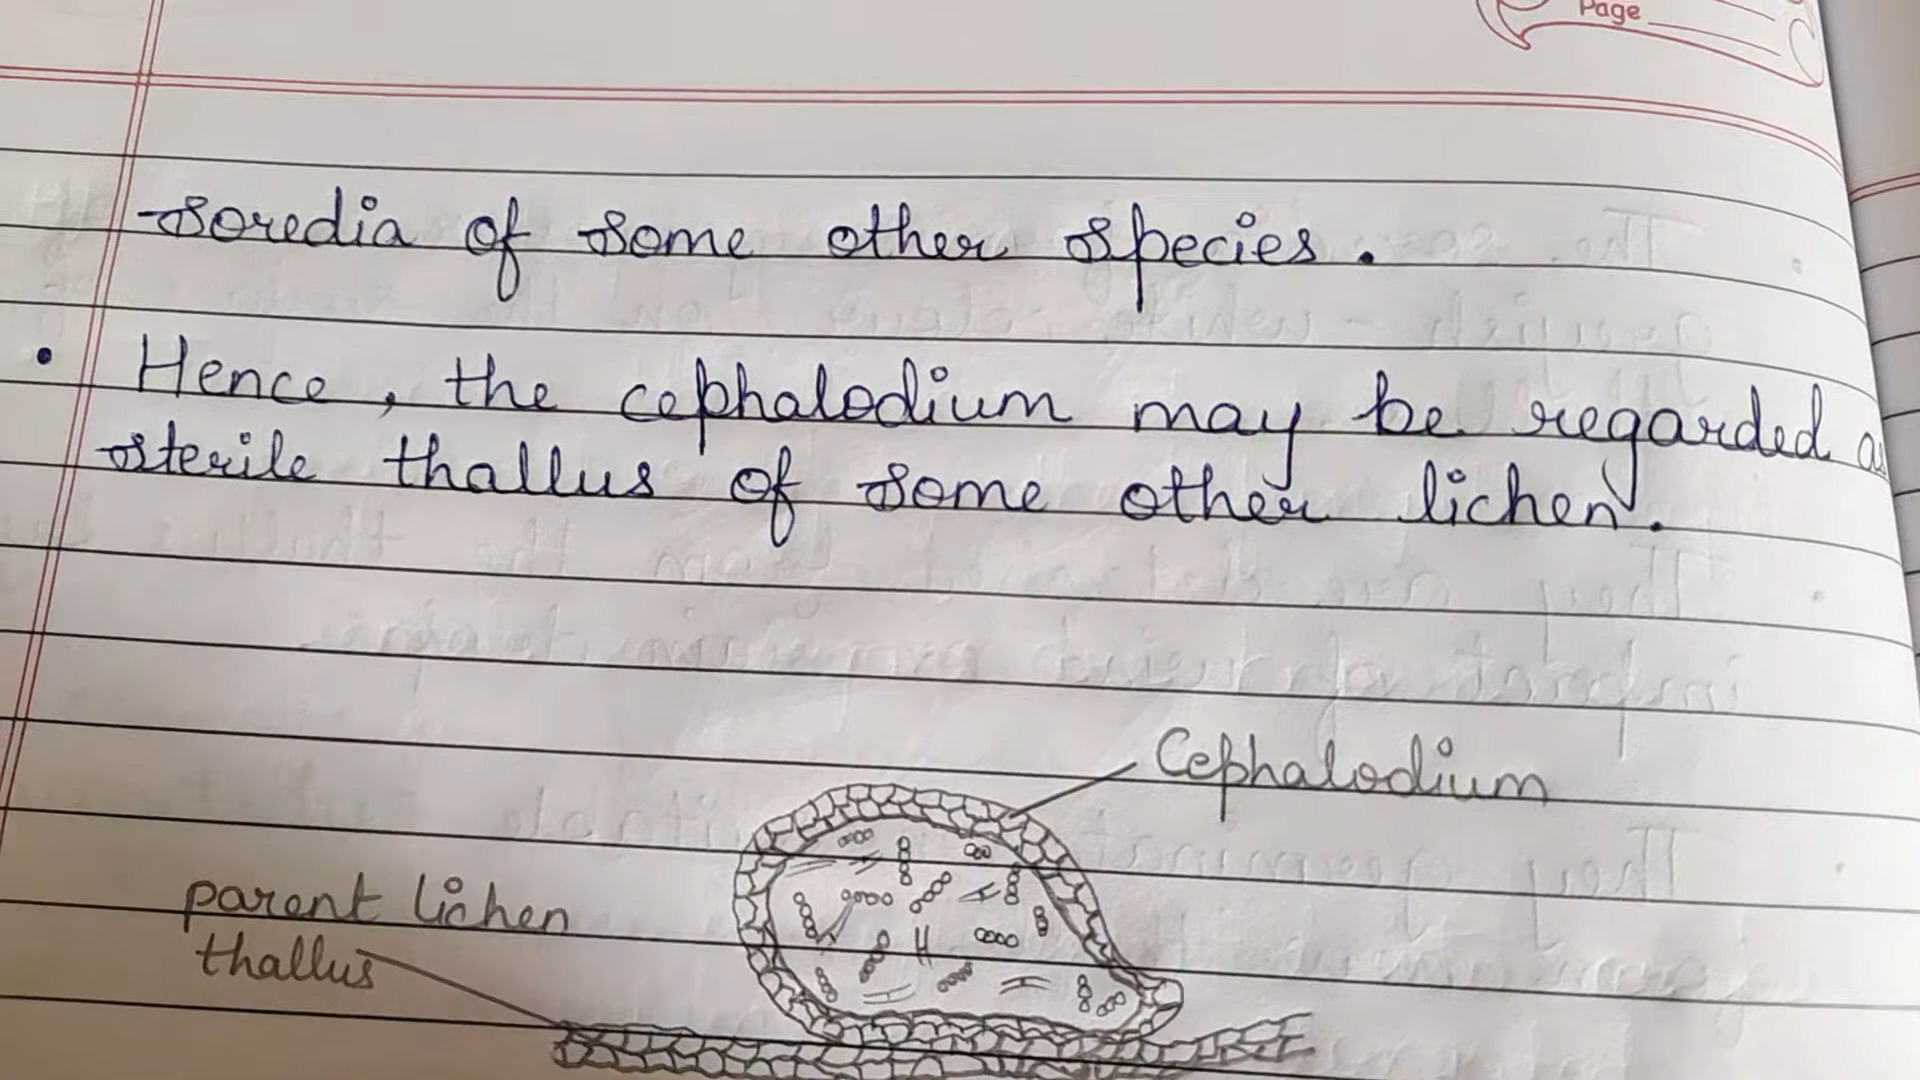 Page
soredia of some other species.
• Hence, the cephalodium may be regarded as
sterile thallus of some other lichen.
Cephalodium
parent lichen
thallus